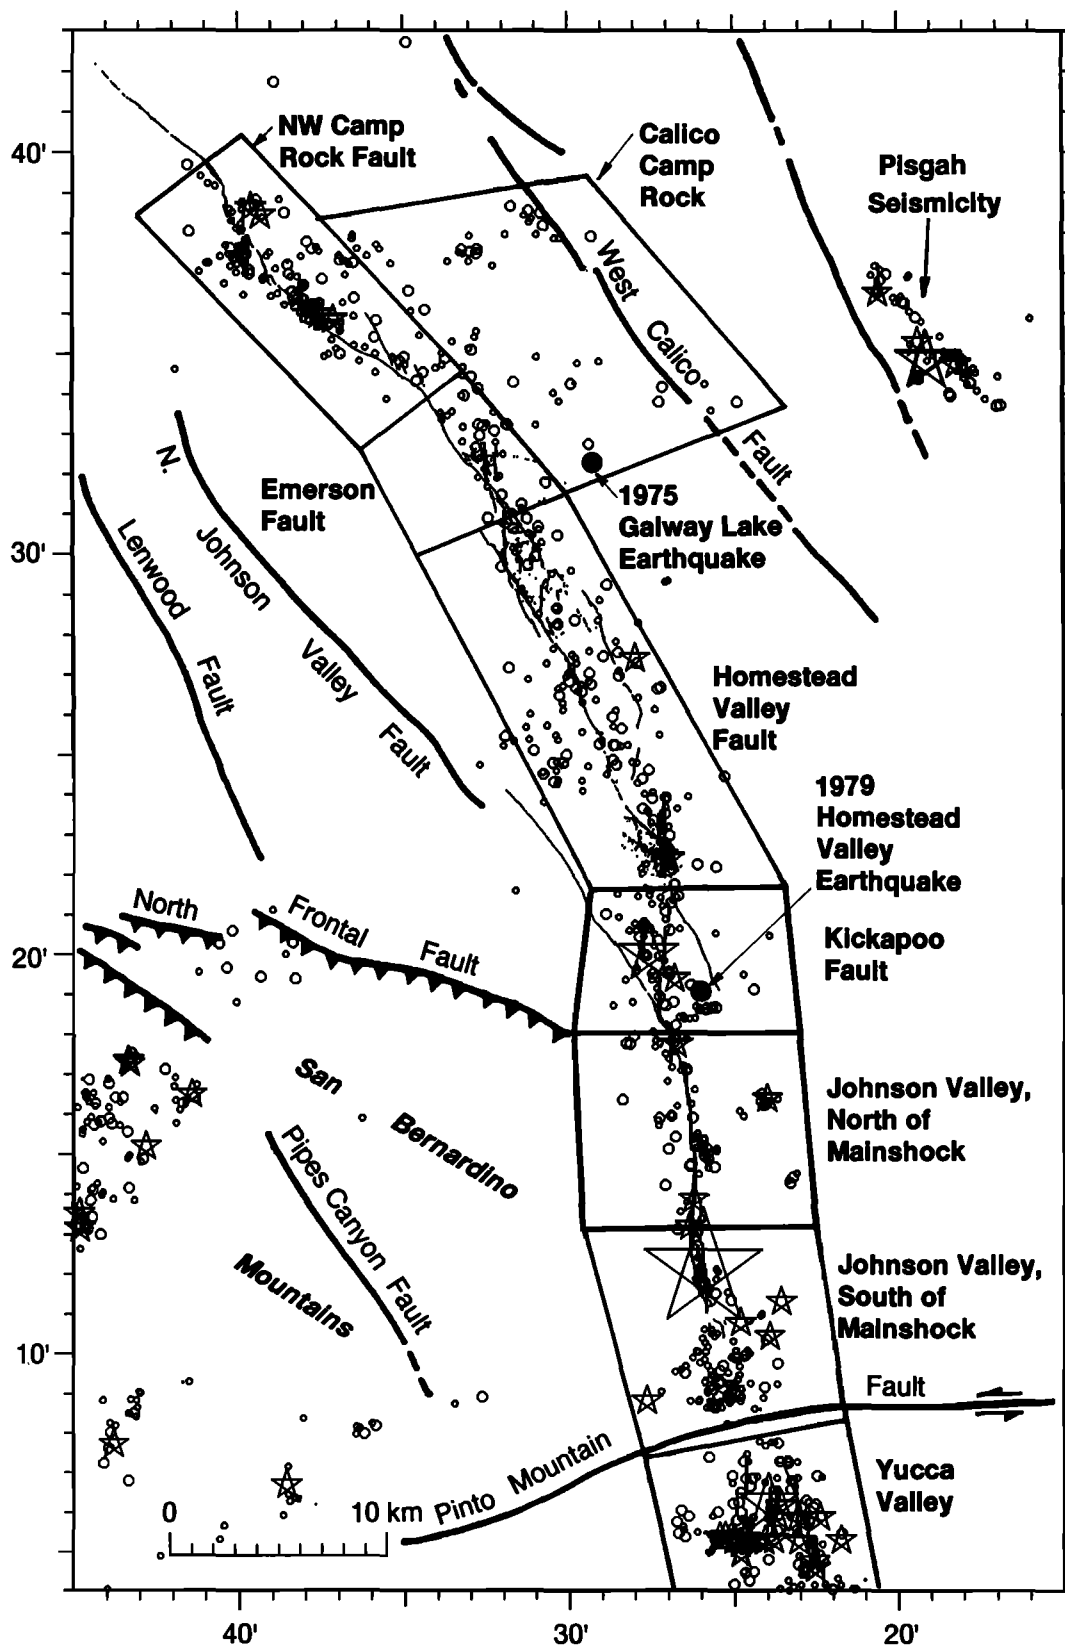 NW Camp
Rock Fault
Calico
Camp
Rock
40'
Pisgah
Seismicity
West
Calico
Fault
N.
Johnson
Valley
Fault
Emerson
Fault
1975
Galway Lake
Earthquake
Lenwood
Fault
30'
Homestead
Valley
Fault
1979
Homestead
Valley
Earthquake
North
Frontal
Fault
Kickapoo
Fault
20'
San
Bernardino
Mountains
Johnson Valley,
North of
Mainshock
Pipes Canyon Fault
Johnson Valley,
South of
Mainshock
10'
Pinto Mountain
Fault
Yucca
Valley
0
10 km
40'
30'
20'